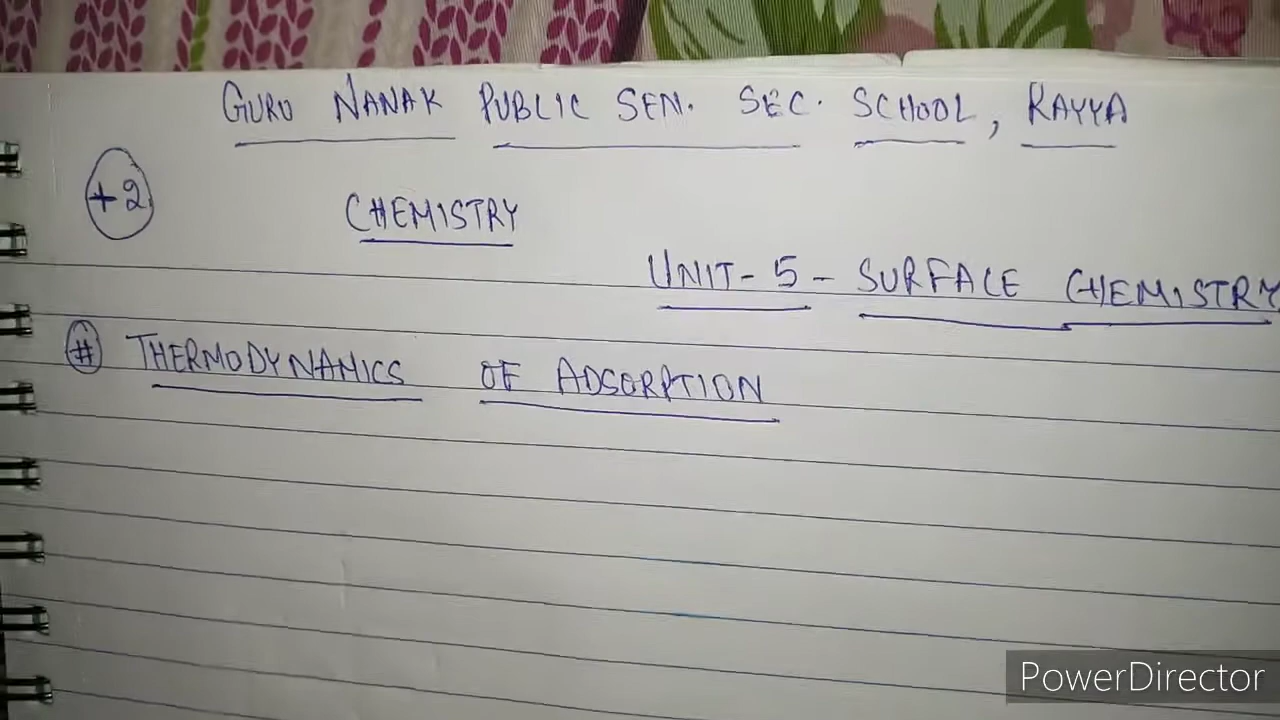 GURU NANAK PUBLIC SEN. SEC. SCHOOL, RAYYA
+2
CHEMISTRY
UNIT-5- SURFACE CHEMISTRY
# THERMODYNAMICS OF ADSORPTION
PowerDirector